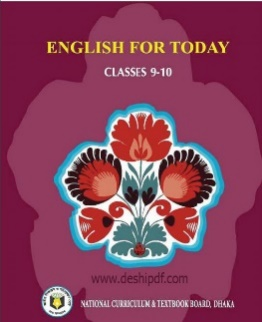 ENGLISH FOR TODAY
CLASSES 9-10
www.deshipdf.com
NATIONAL CURRICULUM & TEXTBOOK BOARD, DHAKA